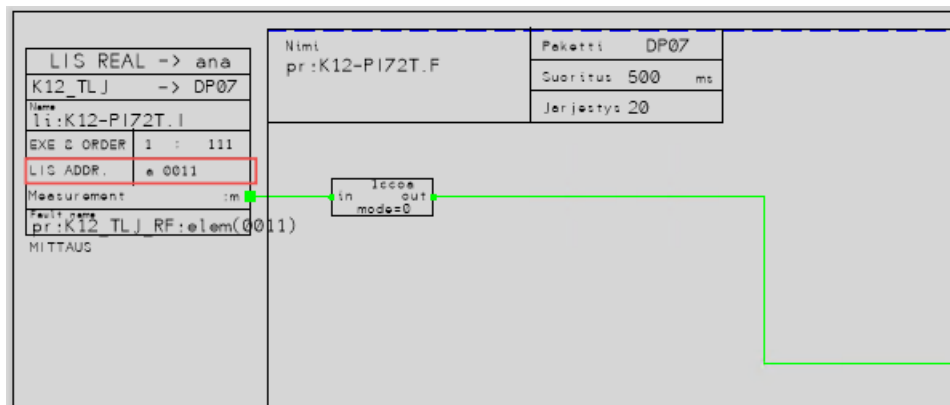 LIS REAL -> ana
K12_TLJ -> DP07
Name
li:K12-PI72T.I
EXE & ORDER 1 : 111
LIS ADDR. e 0011
Measurement :m
Fault name
pr:K12_TLJ_RF:elem(0011)
MITTAUS
Nimi
pr:K12-PI72T.F
Paketti DP07
Suoritus 500 ms
Jarjestys 20
in out
mode=0